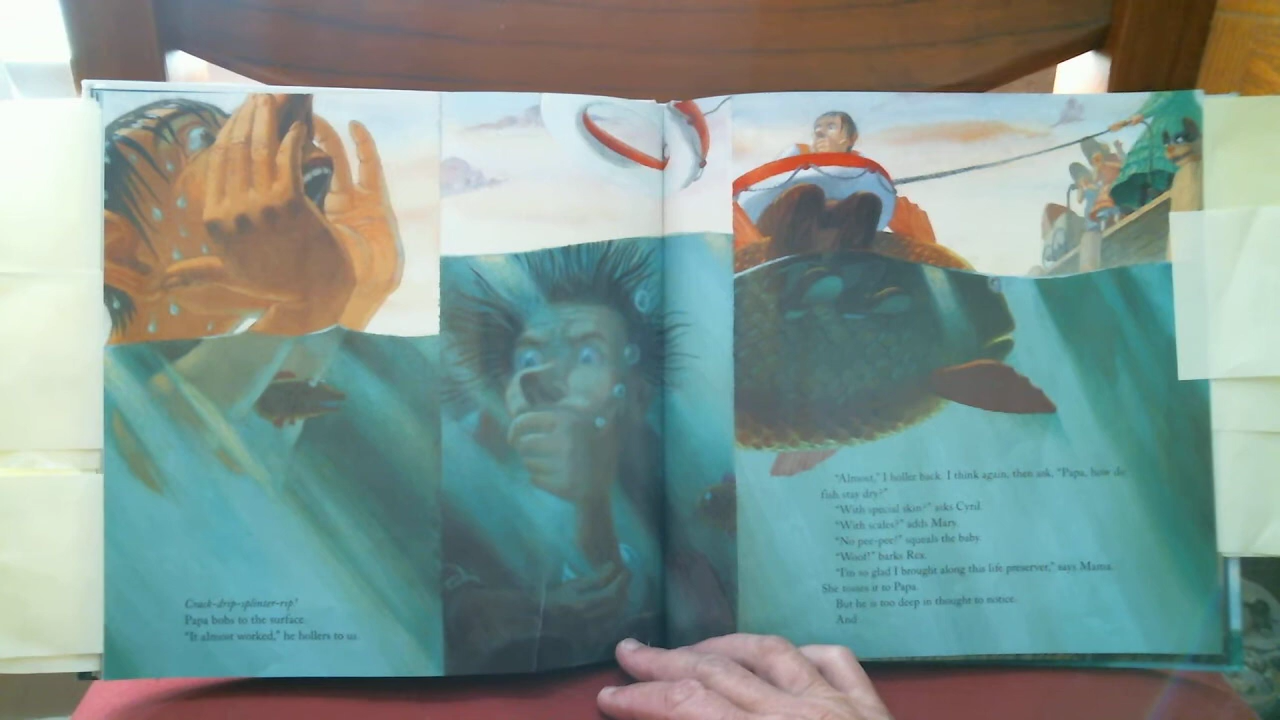 Crack-drip-splinter-rip!
Papa bobs to the surface.
"It almost worked," he hollers to us.
"Almost," I holler back. I think again, then ask, "Papa, how do
fish stay dry?"
"With special skin?" asks Cyril.
"With scales?" adds Mary.
"No pee-pee?" squeals the baby.
"Woof!" barks Rex.
"I'm so glad I brought along this life preserver," says Mama.
She tosses it to Papa.
But he is too deep in thought to notice.
And